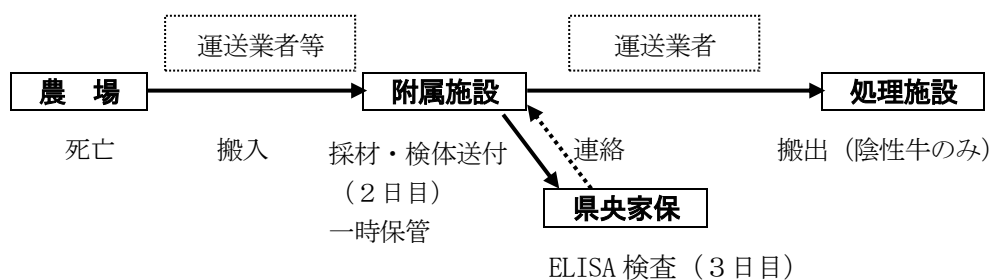 運送業者等
運送業者
農　場
附属施設
処理施設
死亡
搬入
採材・検体送付
（２日目）
一時保管
連絡
搬出（陰性牛のみ）
県央家保
ELISA 検査（３日目）